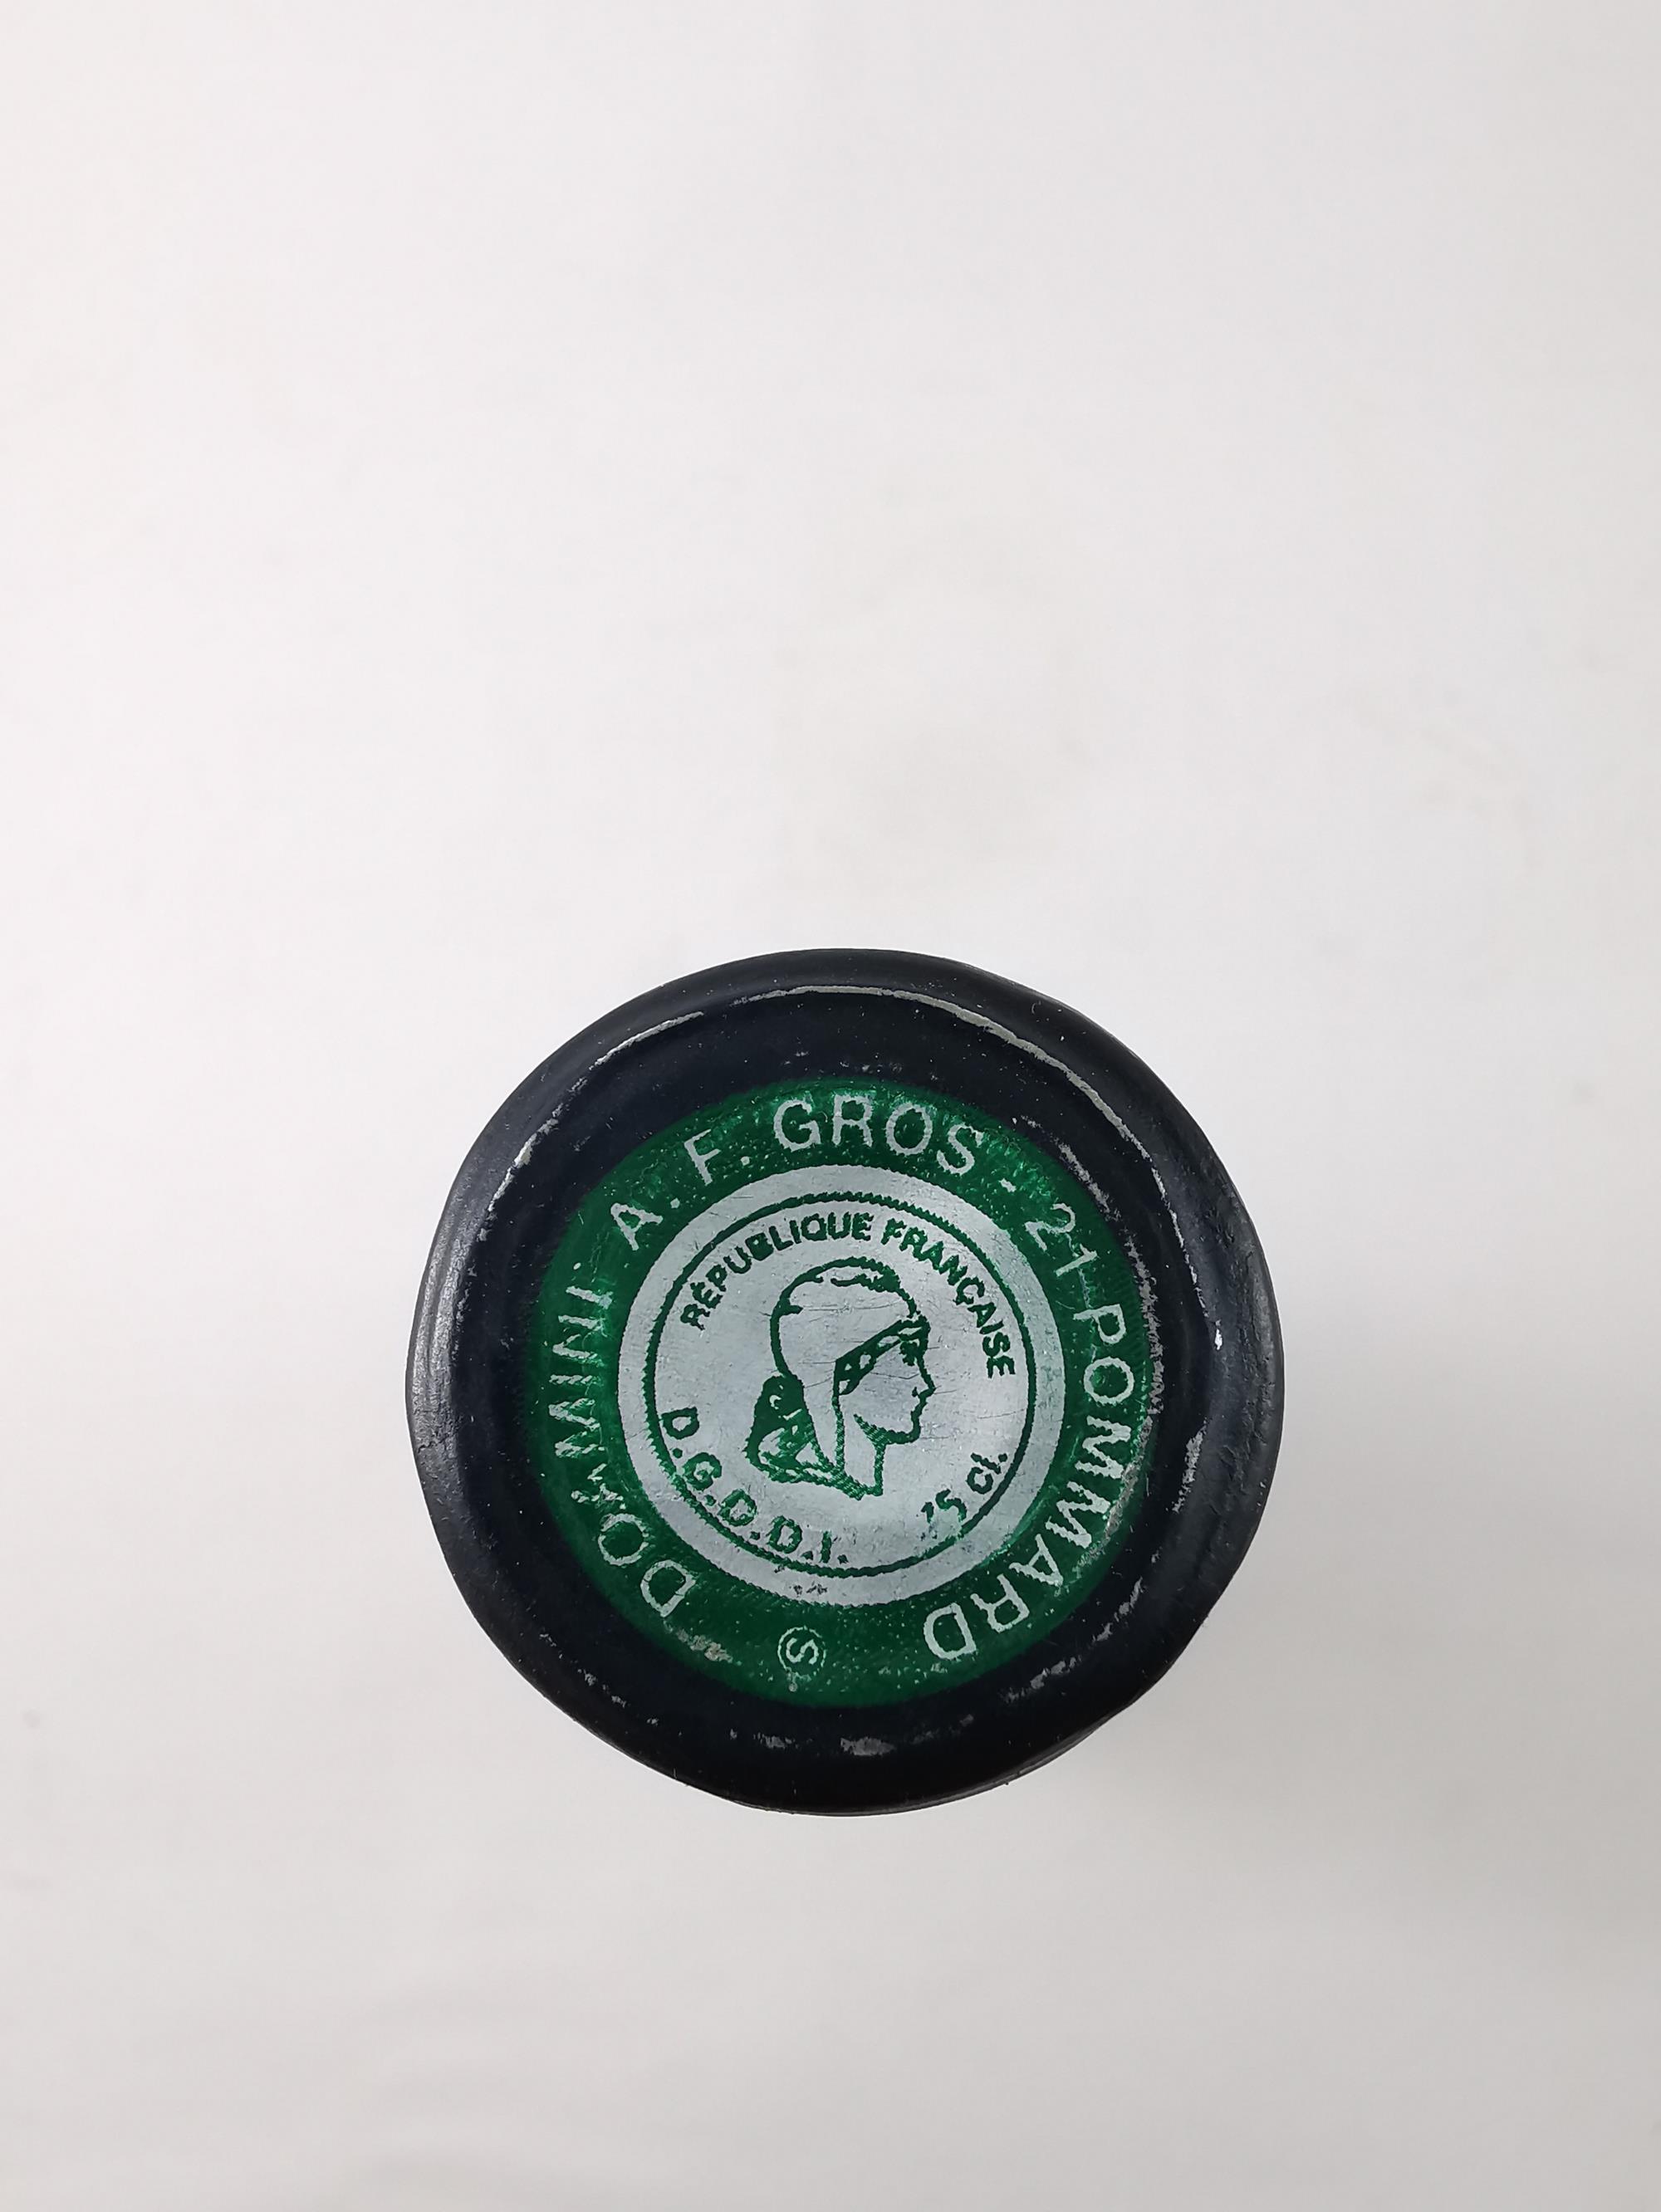 DOMAINE A. F. GROS - 21 POMMARD
Ⓢ
RÉPUBLIQUE FRANÇAISE
D.G.D.D.I. 75 Cl.